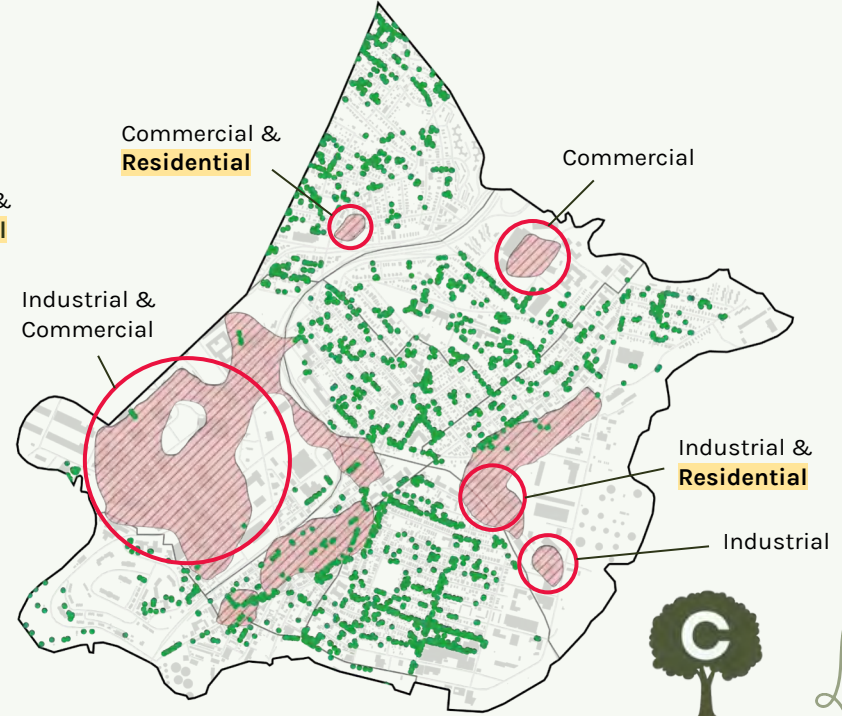 Commercial &
Residential
Commercial
&
l
Industrial &
Commercial
Industrial &
Residential
Industrial
C